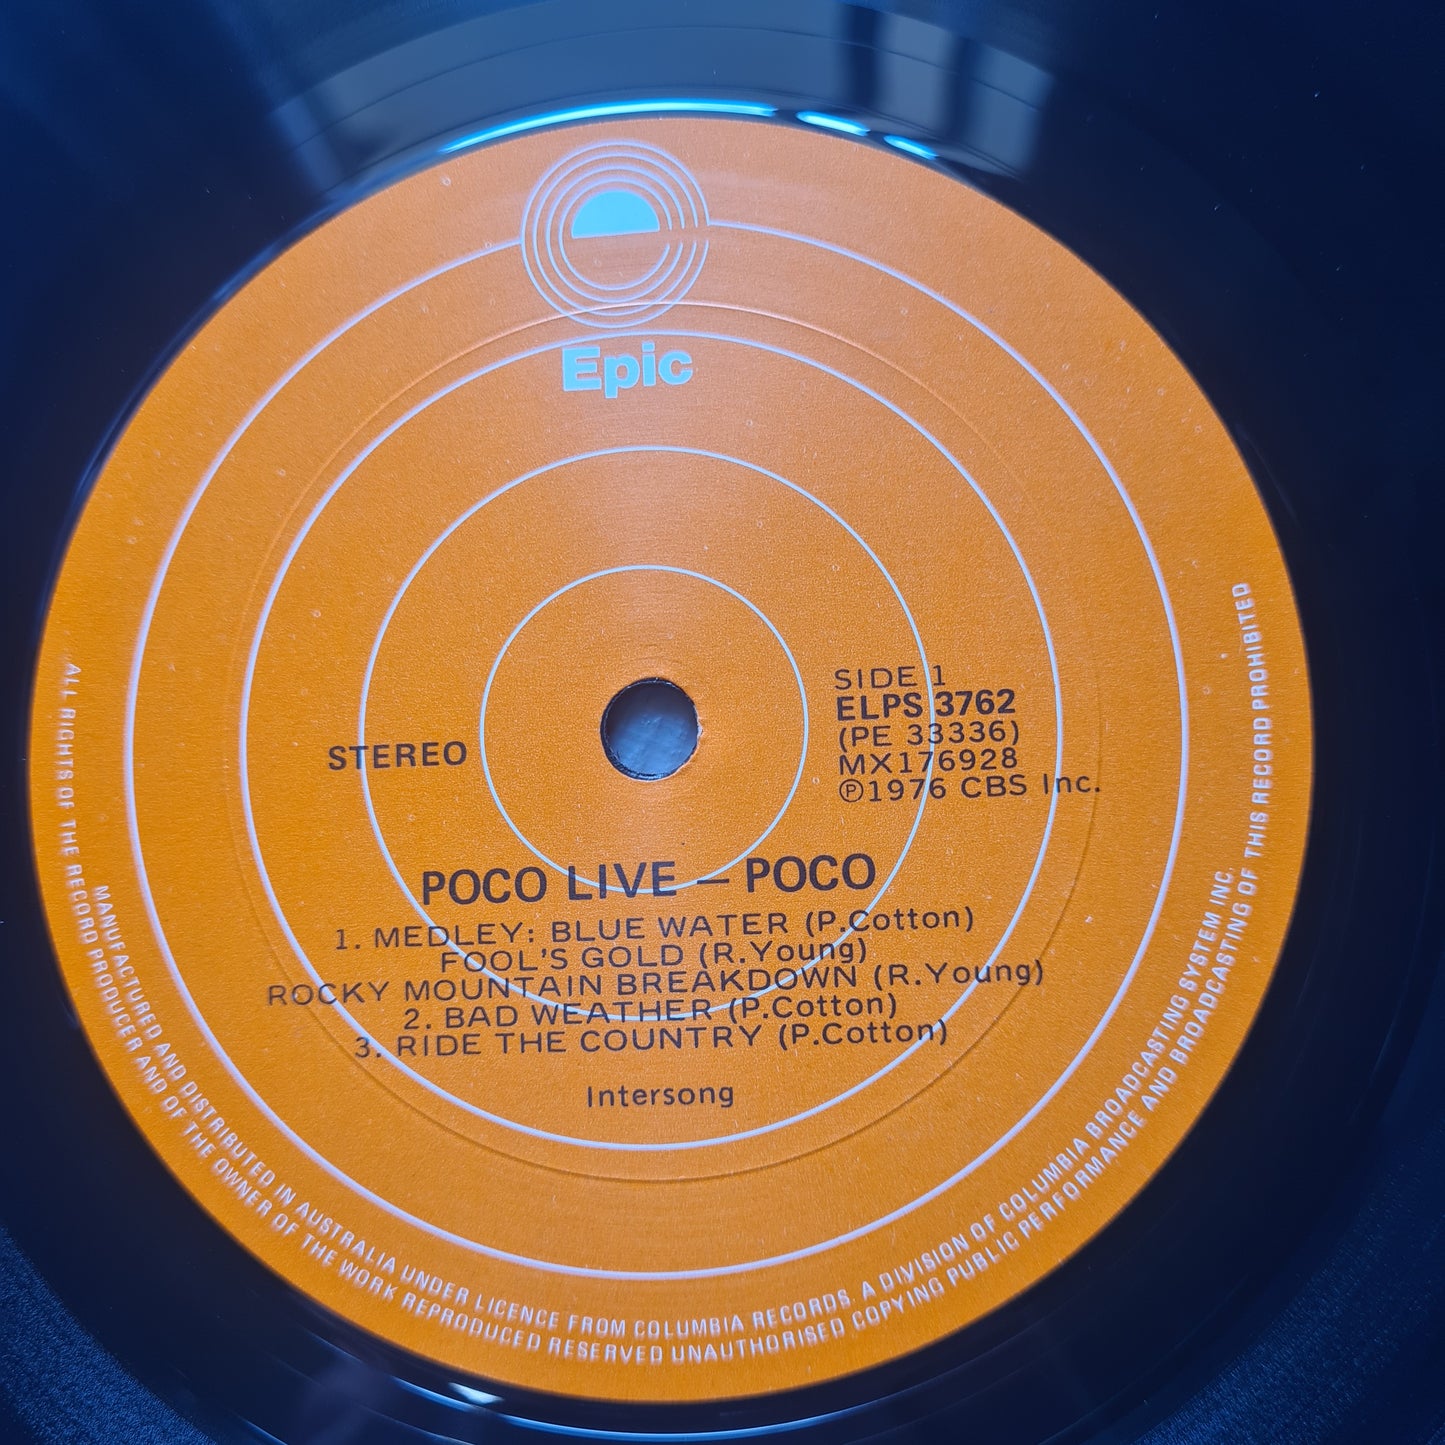 Epic
STEREO
SIDE 1
ELPS 3762
(PE 33336)
MX176928
℗1976 CBS Inc.
POCO LIVE – POCO
1. MEDLEY: BLUE WATER (P.Cotton)
FOOL'S GOLD (R.Young)
ROCKY MOUNTAIN BREAKDOWN (R.Young)
2. BAD WEATHER (P.Cotton)
3. RIDE THE COUNTRY (P.Cotton)
Intersong
MANUFACTURED AND DISTRIBUTED IN AUSTRALIA UNDER LICENCE FROM COLUMBIA RECORDS, A DIVISION OF COLUMBIA BROADCASTING SYSTEM INC.
ALL RIGHTS OF THE RECORD PRODUCER AND OF THE OWNER OF THE WORK REPRODUCED RESERVED UNAUTHORISED COPYING PUBLIC PERFORMANCE AND BROADCASTING OF THIS RECORD PROHIBITED